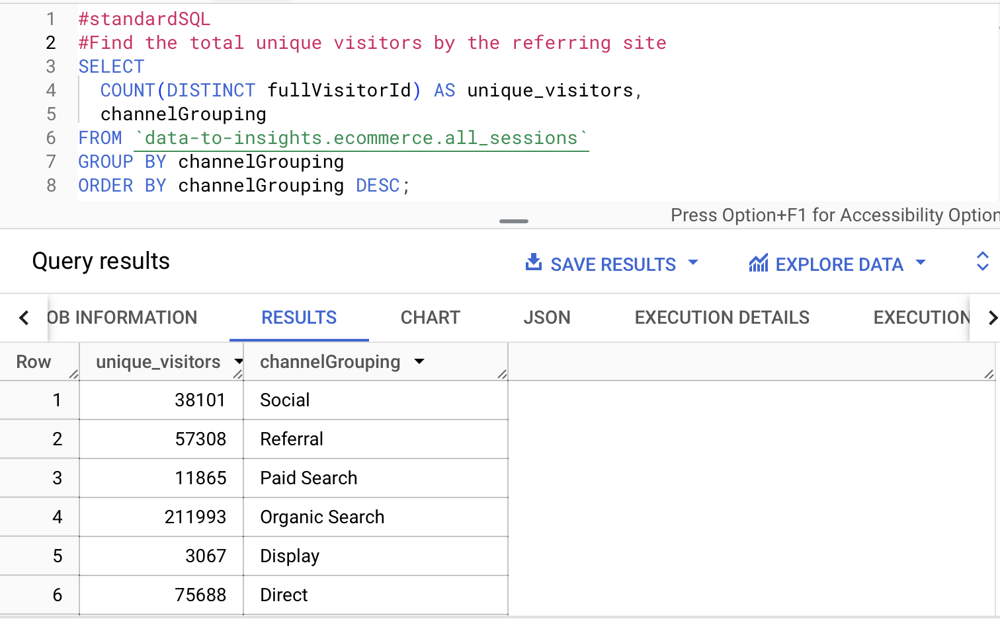 1 #standardSQL
2 #Find the total unique visitors by the referring site
3 SELECT
4 COUNT(DISTINCT fullVisitorId) AS unique_visitors,
5 channelGrouping
6 FROM `data-to-insights.ecommerce.all_sessions`
7 GROUP BY channelGrouping
8 ORDER BY channelGrouping DESC;
Press Option+F1 for Accessibility Option
Query results SAVE RESULTS EXPLORE DATA
OB INFORMATION RESULTS CHART JSON EXECUTION DETAILS EXECUTION
Row unique_visitors channelGrouping
1 38101 Social
2 57308 Referral
3 11865 Paid Search
4 211993 Organic Search
5 3067 Display
6 75688 Direct